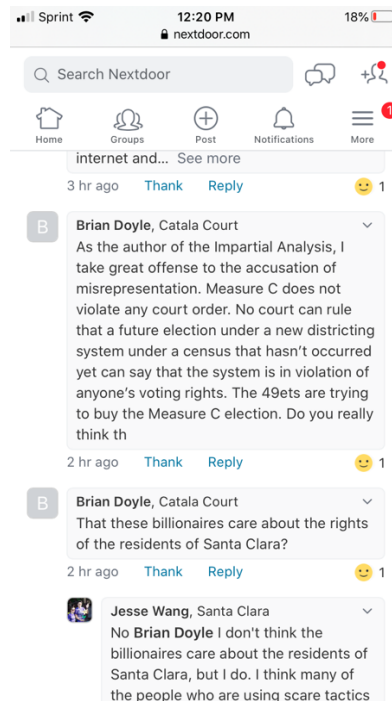 Sprint 12:20 PM 18%
nextdoor.com
Search Nextdoor
Home Groups Post Notifications More
1
internet and... See more
3 hr ago Thank Reply 1
B
Brian Doyle, Catala Court
As the author of the Impartial Analysis, I
take great offense to the accusation of
misrepresentation. Measure C does not
violate any court order. No court can rule
that a future election under a new districting
system under a census that hasn't occurred
yet can say that the system is in violation of
anyone's voting rights. The 49ets are trying
to buy the Measure C election. Do you really
think th
2 hr ago Thank Reply 1
B
Brian Doyle, Catala Court
That these billionaires care about the rights
of the residents of Santa Clara?
2 hr ago Thank Reply 1
Jesse Wang, Santa Clara
No Brian Doyle I don't think the
billionaires care about the residents of
Santa Clara, but I do. I think many of
the people who are using scare tactics